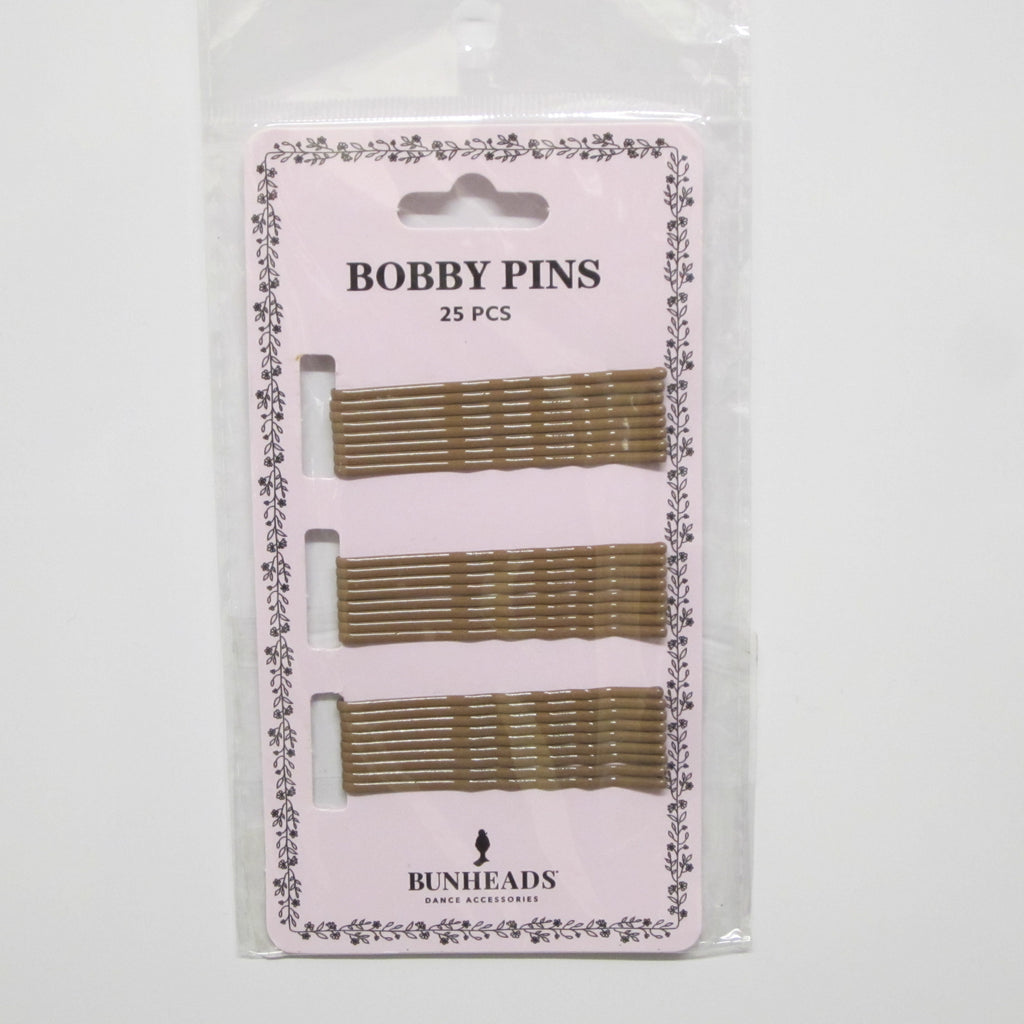 BOBBY PINS
25 PCS
BUNHEADS
DANCE ACCESSORIES